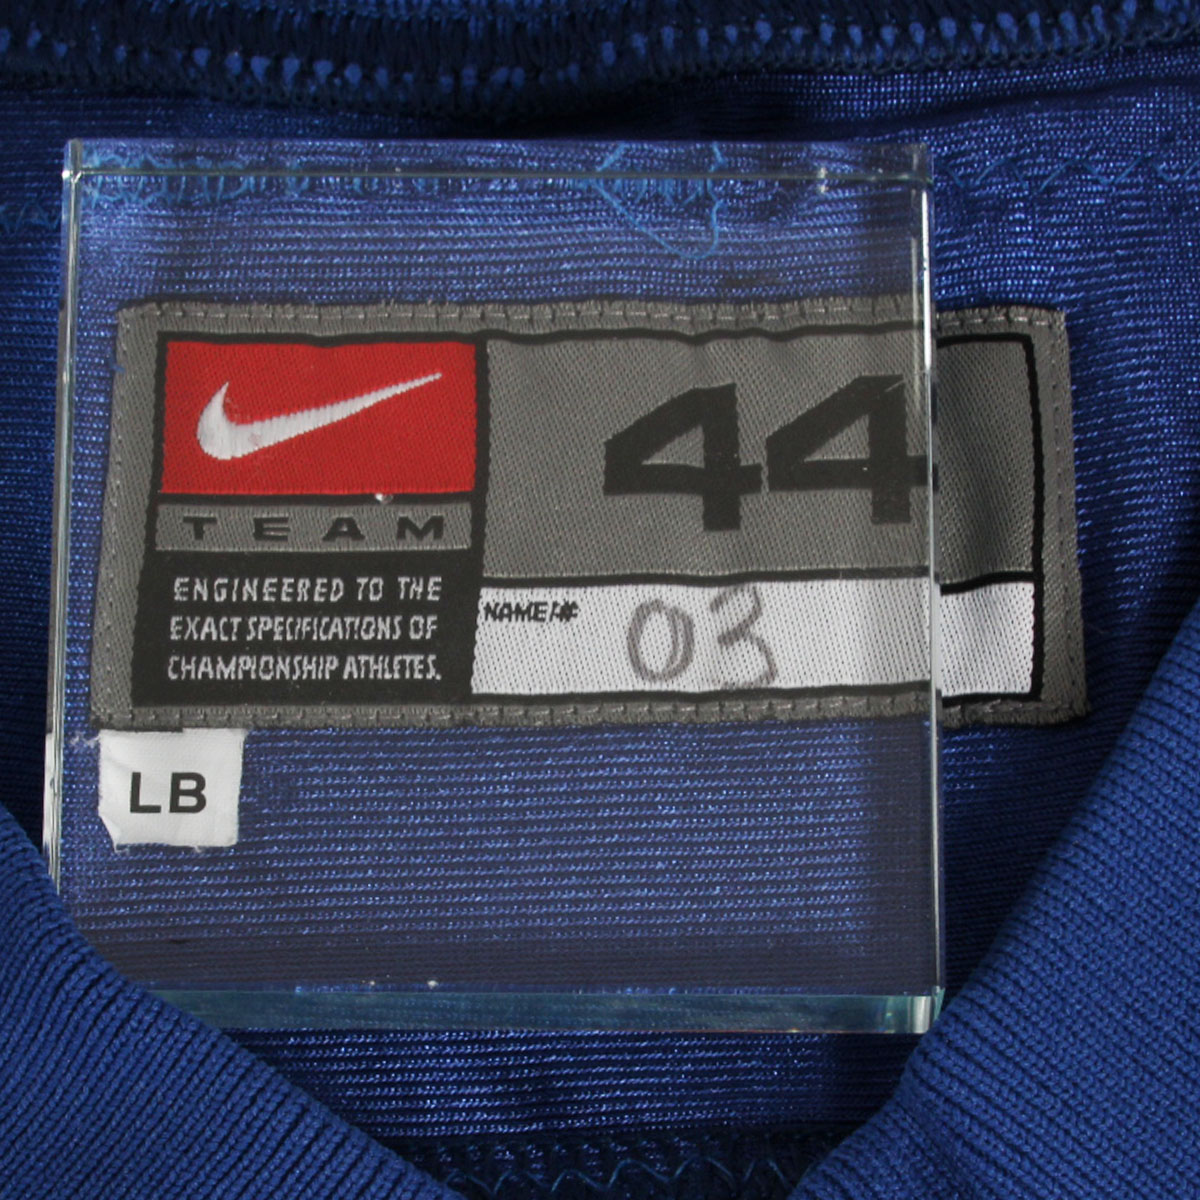 TEAM
ENGINEERED TO THE
EXACT SPECIFICATIONS OF
CHAMPIONSHIP ATHLETES.
44
NAME/#
03
LB